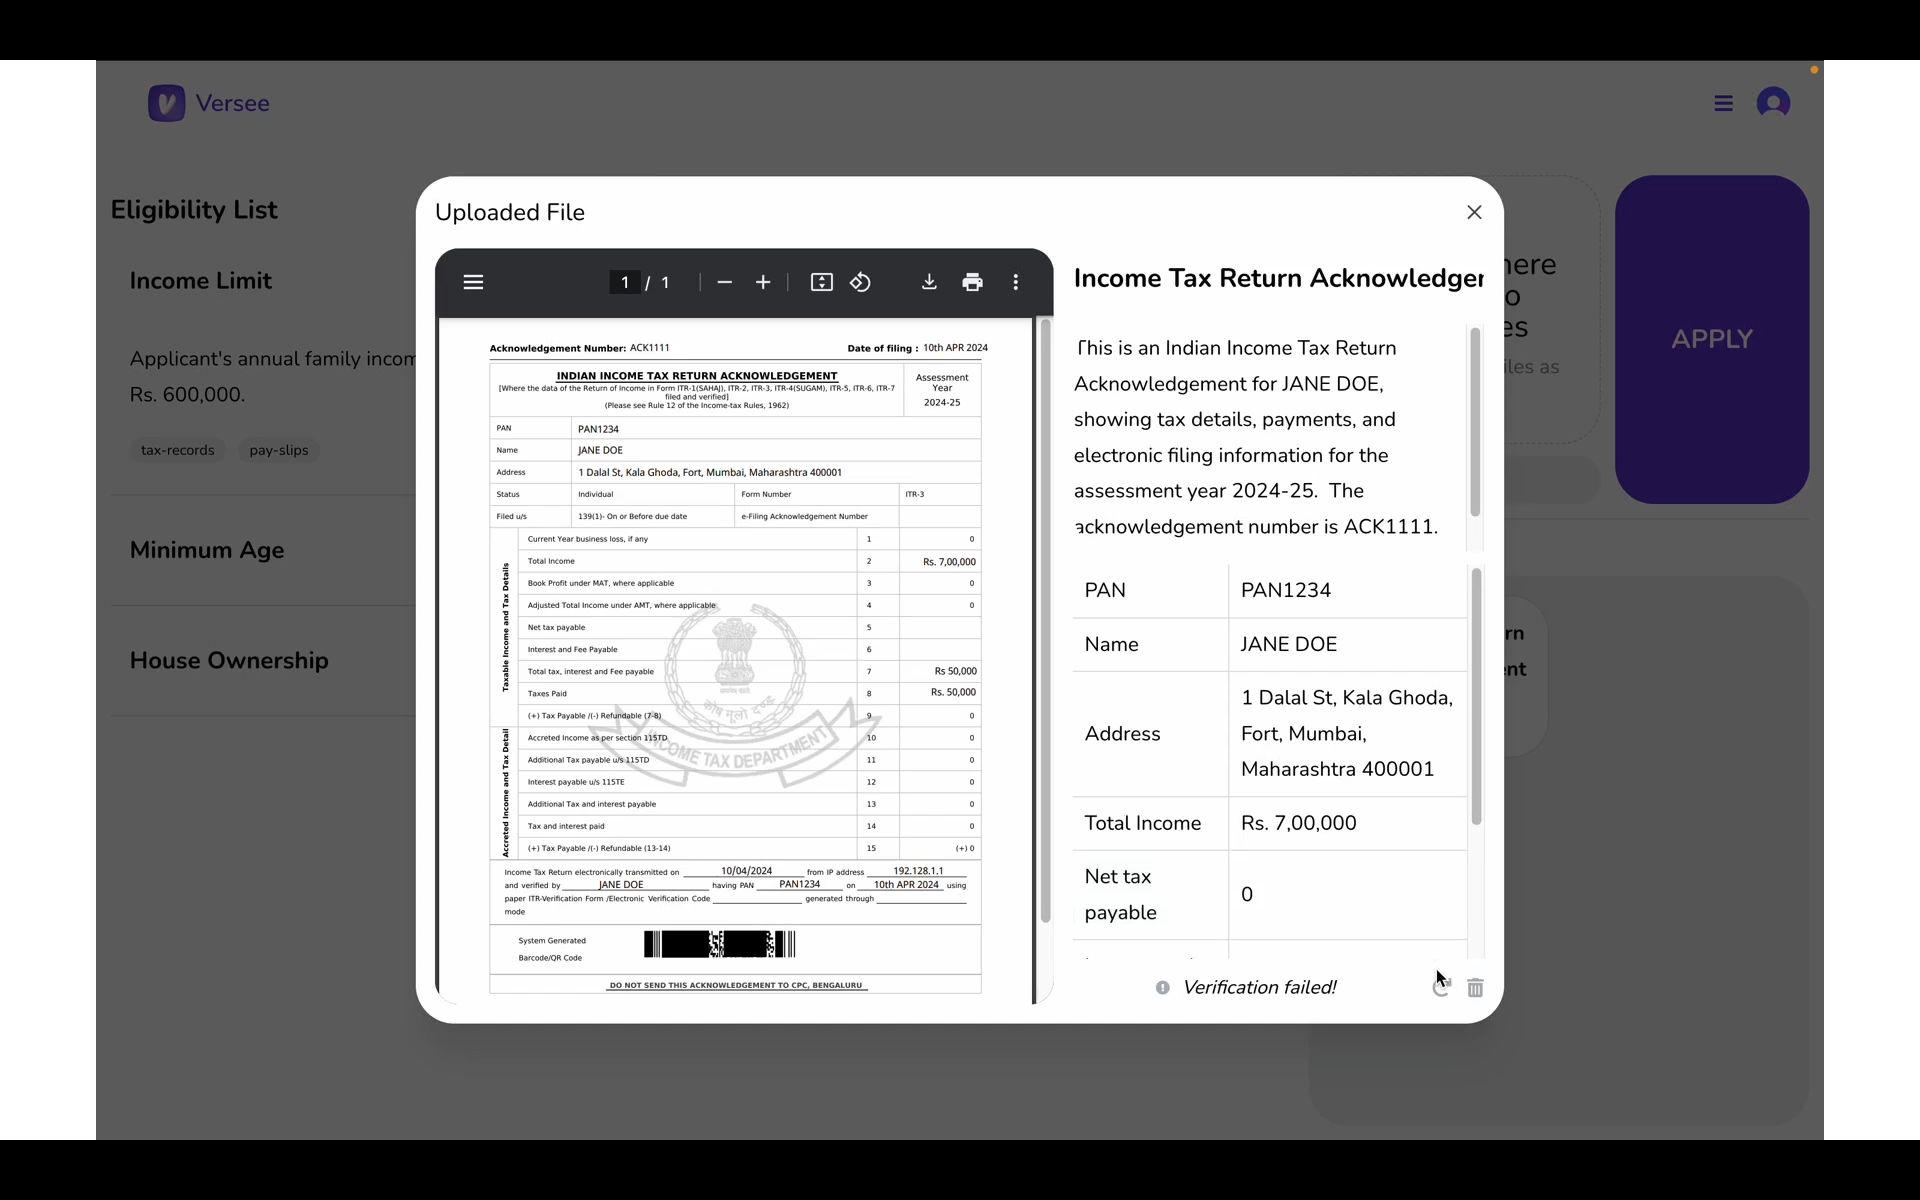 Versee
Eligibility List
Income Limit
Applicant's annual family incom
Rs. 600,000.
tax-records
pay-slips
Minimum Age
House Ownership
APPLY
Uploaded File
1 / 1
Acknowledgement Number: ACK1111
Date of filing : 10th APR 2024
INDIAN INCOME TAX RETURN ACKNOWLEDGEMENT
[Where the data of the Return of Income in Form ITR-1(SAHAJ), ITR-2, ITR-3, ITR-4(SUGAM), ITR-5, ITR-6, ITR-7
filed and verified]
(Please see Rule 12 of the Income-tax Rules, 1962)
Assessment
Year
2024-25
PAN PAN1234
Name JANE DOE
Address 1 Dalal St, Kala Ghoda, Fort, Mumbai, Maharashtra 400001
Status Individual Form Number ITR-3
Filed u/s 139(1)- On or Before due date e-Filing Acknowledgement Number
Taxable Income and Tax Details
Current Year business loss, if any 1 0
Total Income 2 Rs. 7,00,000
Book Profit under MAT, where applicable 3 0
Adjusted Total Income under AMT, where applicable 4 0
Net tax payable 5
Interest and Fee Payable 6
Total tax, interest and Fee payable 7 Rs 50,000
Taxes Paid 8 Rs. 50,000
(+) Tax Payable /(-) Refundable (7-8) 9 0
Accreted Income and Tax Detail
Accreted Income as per section 115TD 10 0
Additional Tax payable u/s 115TD 11 0
Interest payable u/s 115TE 12 0
Additional Tax and interest payable 13 0
Tax and interest paid 14 0
(+) Tax Payable /(-) Refundable (13-14) 15 (+) 0
कोष मूलो दण्डः
INCOME TAX DEPARTMENT
Income Tax Return electronically transmitted on 10/04/2024 from IP address 192.128.1.1
and verified by JANE DOE having PAN PAN1234 on 10th APR 2024 using
paper ITR-Verification Form /Electronic Verification Code generated through
mode
System Generated
Barcode/QR Code
DO NOT SEND THIS ACKNOWLEDGEMENT TO CPC, BENGALURU
Income Tax Return Acknowledger
This is an Indian Income Tax Return
Acknowledgement for JANE DOE,
showing tax details, payments, and
electronic filing information for the
assessment year 2024-25. The
acknowledgement number is ACK1111.
PAN PAN1234
Name JANE DOE
Address 1 Dalal St, Kala Ghoda,
Fort, Mumbai,
Maharashtra 400001
Total Income Rs. 7,00,000
Net tax
payable 0
Verification failed!
here
o
es
iles as
rn
nt